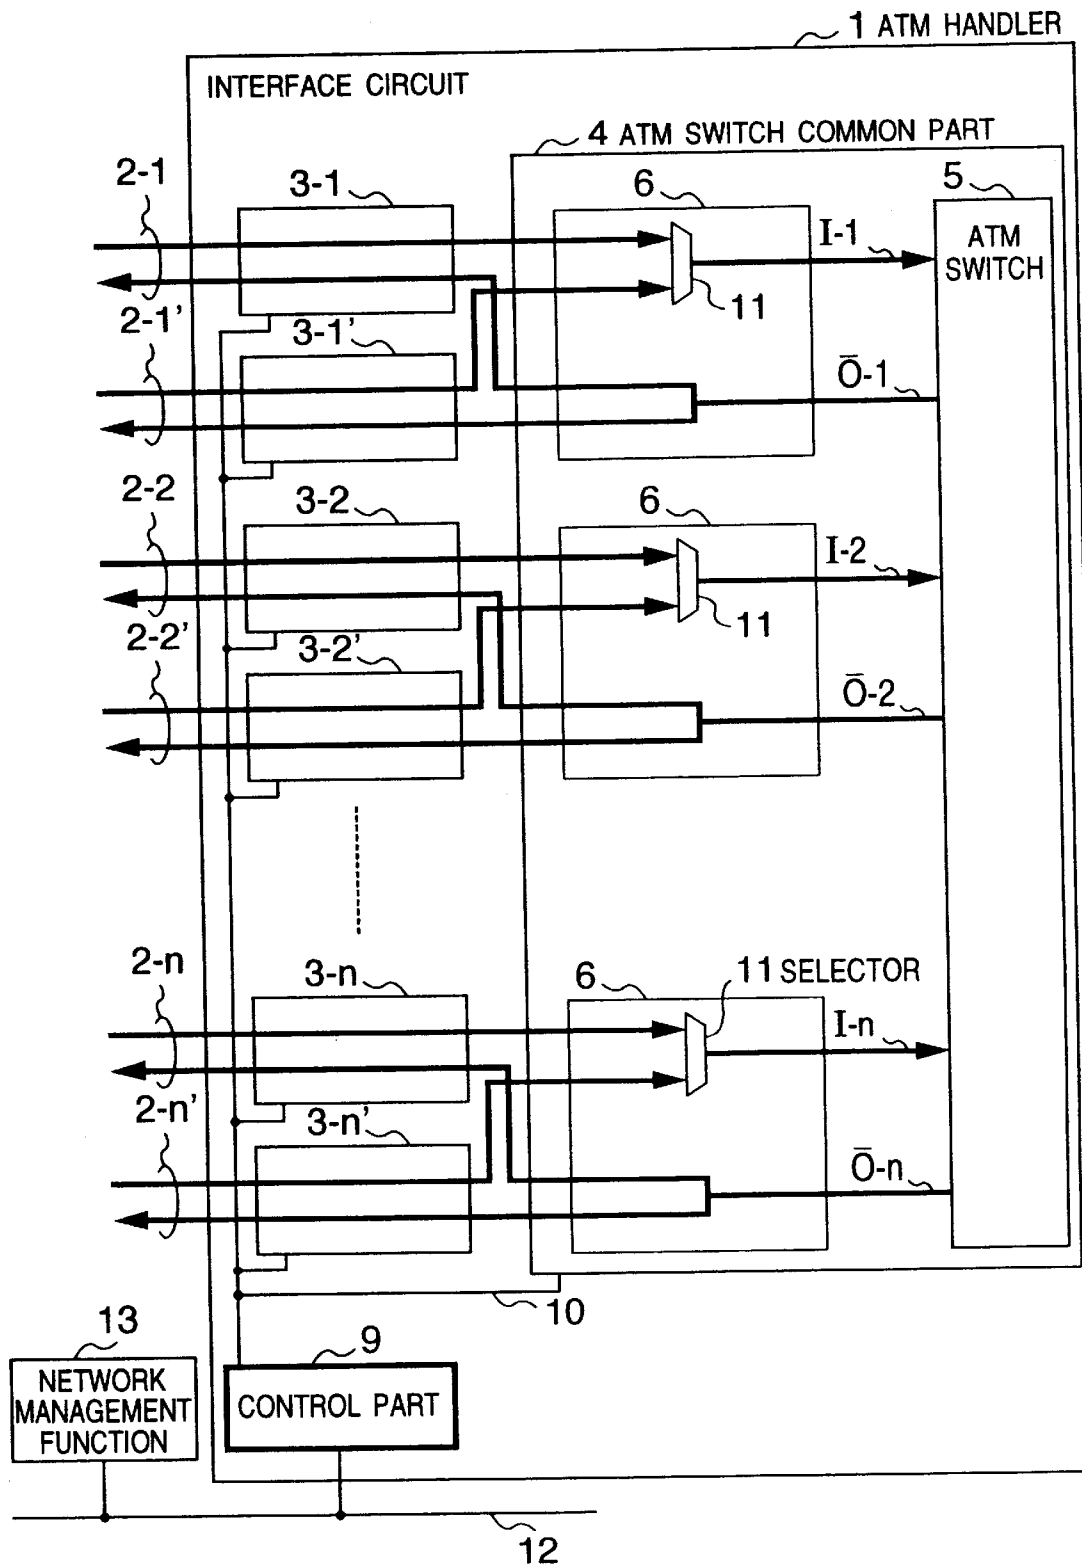 1 ATM HANDLER
INTERFACE CIRCUIT
4 ATM SWITCH COMMON PART
2-1
3-1
6
5
ATM
SWITCH
I-1
11
2-1'
3-1'
O̅-1
2-2
3-2
6
I-2
11
2-2'
3-2'
O̅-2
2-n
3-n
6
11 SELECTOR
I-n
2-n'
3-n'
O̅-n
10
13
9
NETWORK
MANAGEMENT
FUNCTION
CONTROL PART
12